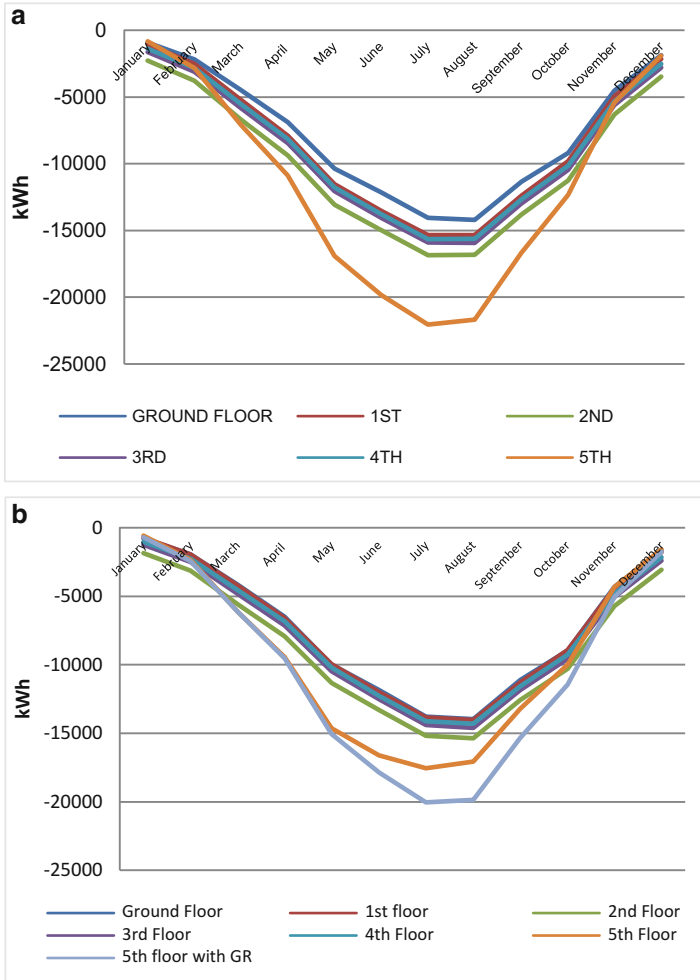 a
0
January
February
March
April
May
June
July
August
September
October
November
December
-5000
-10000
-15000
-20000
-25000
kWh
GROUND FLOOR 1ST 2ND
3RD 4TH 5TH
b
0
January
February
March
April
May
June
July
August
September
October
November
December
-5000
-10000
-15000
-20000
-25000
kWh
Ground Floor 1st floor 2nd Floor
3rd Floor 4th Floor 5th Floor
5th floor with GR